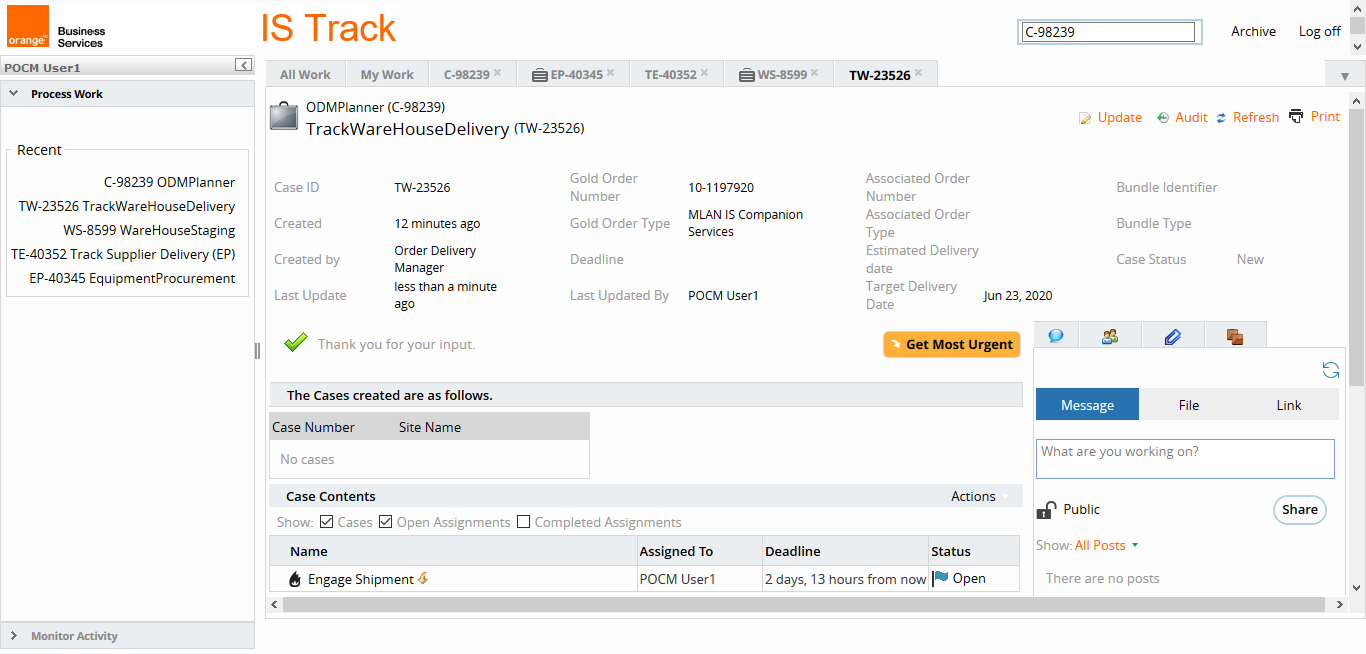 orange™
Business
Services
IS Track
C-98239
Archive
Log off
POCM User1
Process Work
Recent
C-98239 ODMPlanner
TW-23526 TrackWareHouseDelivery
WS-8599 WareHouseStaging
TE-40352 Track Supplier Delivery (EP)
EP-40345 EquipmentProcurement
Monitor Activity
All Work
My Work
C-98239
EP-40345
TE-40352
WS-8599
TW-23526
ODMPlanner (C-98239)
TrackWareHouseDelivery (TW-23526)
Update
Audit
Refresh
Print
Case ID
TW-23526
Gold Order
Number
10-1197920
Associated Order
Number
Bundle Identifier
Created
12 minutes ago
Gold Order Type
MLAN IS Companion
Services
Associated Order
Type
Bundle Type
Created by
Order Delivery
Manager
Deadline
Estimated Delivery
date
Case Status
New
Last Update
less than a minute
ago
Last Updated By
POCM User1
Target Delivery
Date
Jun 23, 2020
Thank you for your input.
Get Most Urgent
The Cases created are as follows.
Case Number
Site Name
No cases
Case Contents
Actions
Show:
Cases
Open Assignments
Completed Assignments
Name
Assigned To
Deadline
Status
Engage Shipment
POCM User1
2 days, 13 hours from now
Open
Message
File
Link
What are you working on?
Public
Share
Show: All Posts
There are no posts